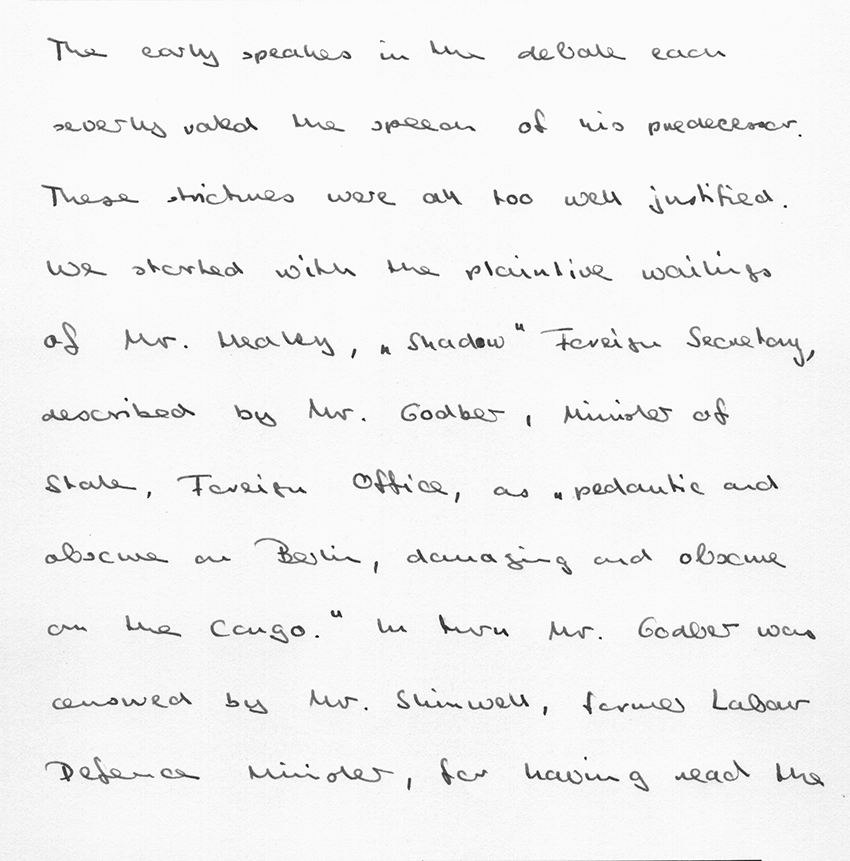 The early speakes in the debate each
severly rated the speech of his predecessor.
These strictures were all too well justified.
We started with the plaintive wailings
of Mr. Healey, „Shadow" Foreign Secretary,
described by Mr. Godber, Minister of
State, Foreign Office, as „pedantic and
obscure on Berlin, damaging and obscure
on the Congo." In turn Mr. Godber was
censored by Mr. Shinwell, former Labour
Defence Minister, for having read the